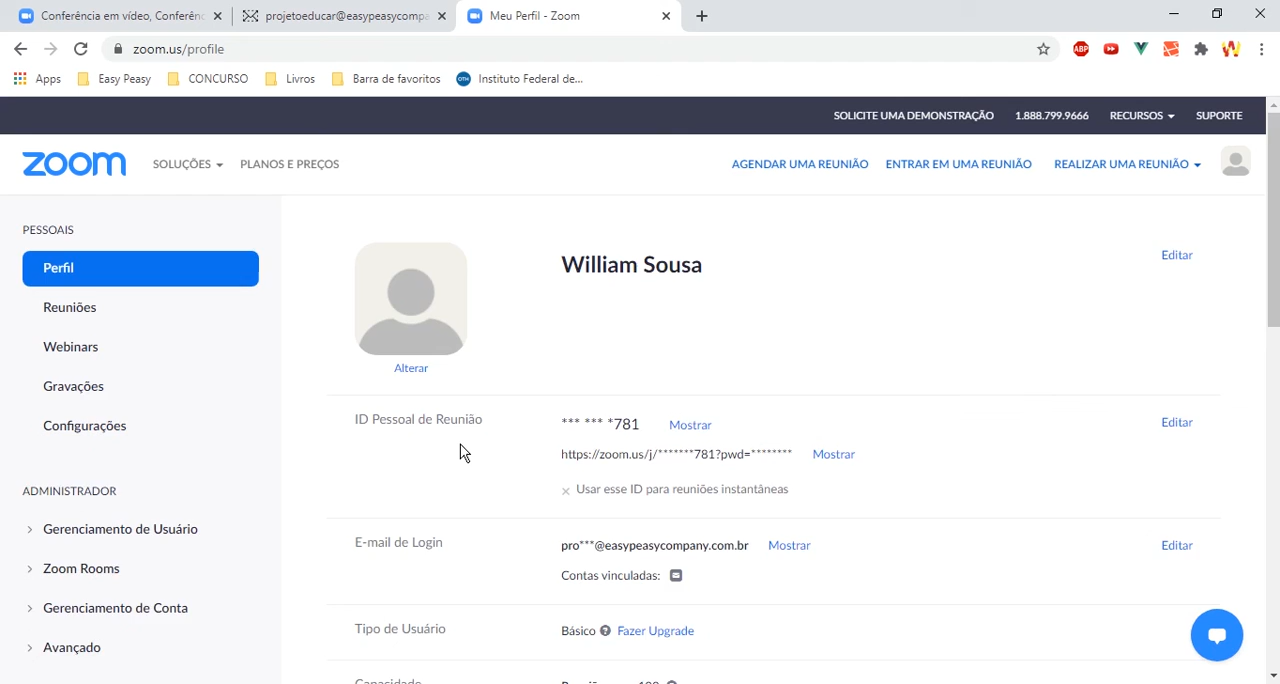 Conferência em vídeo, Conferênc
projetoeducar@easypeasycompa
Meu Perfil - Zoom
zoom.us/profile
ABP
Apps
Easy Peasy
CONCURSO
Livros
Barra de favoritos
Instituto Federal de...
SOLICITE UMA DEMONSTRAÇÃO
1.888.799.9666
RECURSOS
SUPORTE
zoom
SOLUÇÕES
PLANOS E PREÇOS
AGENDAR UMA REUNIÃO
ENTRAR EM UMA REUNIÃO
REALIZAR UMA REUNIÃO
PESSOAIS
Perfil
Reuniões
Webinars
Gravações
Configurações
ADMINISTRADOR
Gerenciamento de Usuário
Zoom Rooms
Gerenciamento de Conta
Avançado
Alterar
William Sousa
Editar
ID Pessoal de Reunião
*** *** *781
Mostrar
Editar
https://zoom.us/j/*******781?pwd=********
Mostrar
Usar esse ID para reuniões instantâneas
E-mail de Login
pro***@easypeasycompany.com.br
Mostrar
Editar
Contas vinculadas:
Tipo de Usuário
Básico
Fazer Upgrade